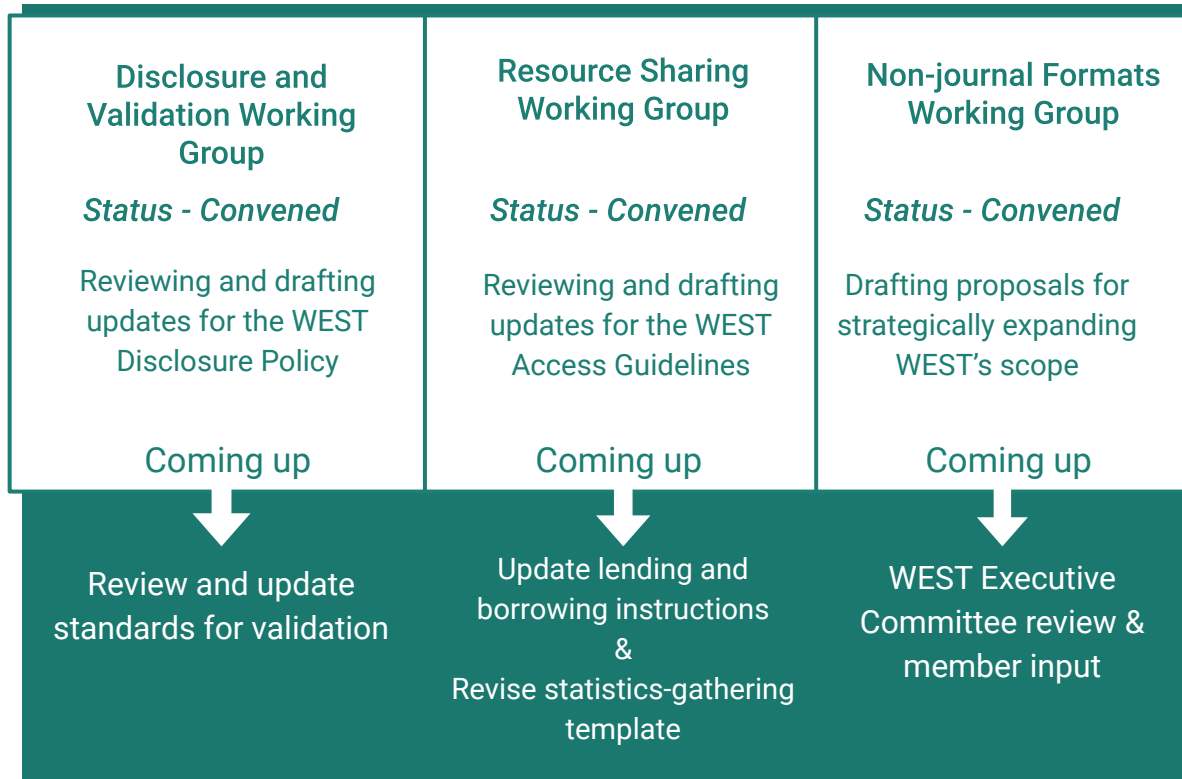 Disclosure and
Validation Working
Group
Status - Convened
Reviewing and drafting
updates for the WEST
Disclosure Policy
Coming up
Review and update
standards for validation
Resource Sharing
Working Group
Status - Convened
Reviewing and drafting
updates for the WEST
Access Guidelines
Coming up
Update lending and
borrowing instructions
&
Revise statistics-gathering
template
Non-journal Formats
Working Group
Status - Convened
Drafting proposals for
strategically expanding
WEST’s scope
Coming up
WEST Executive
Committee review &
member input